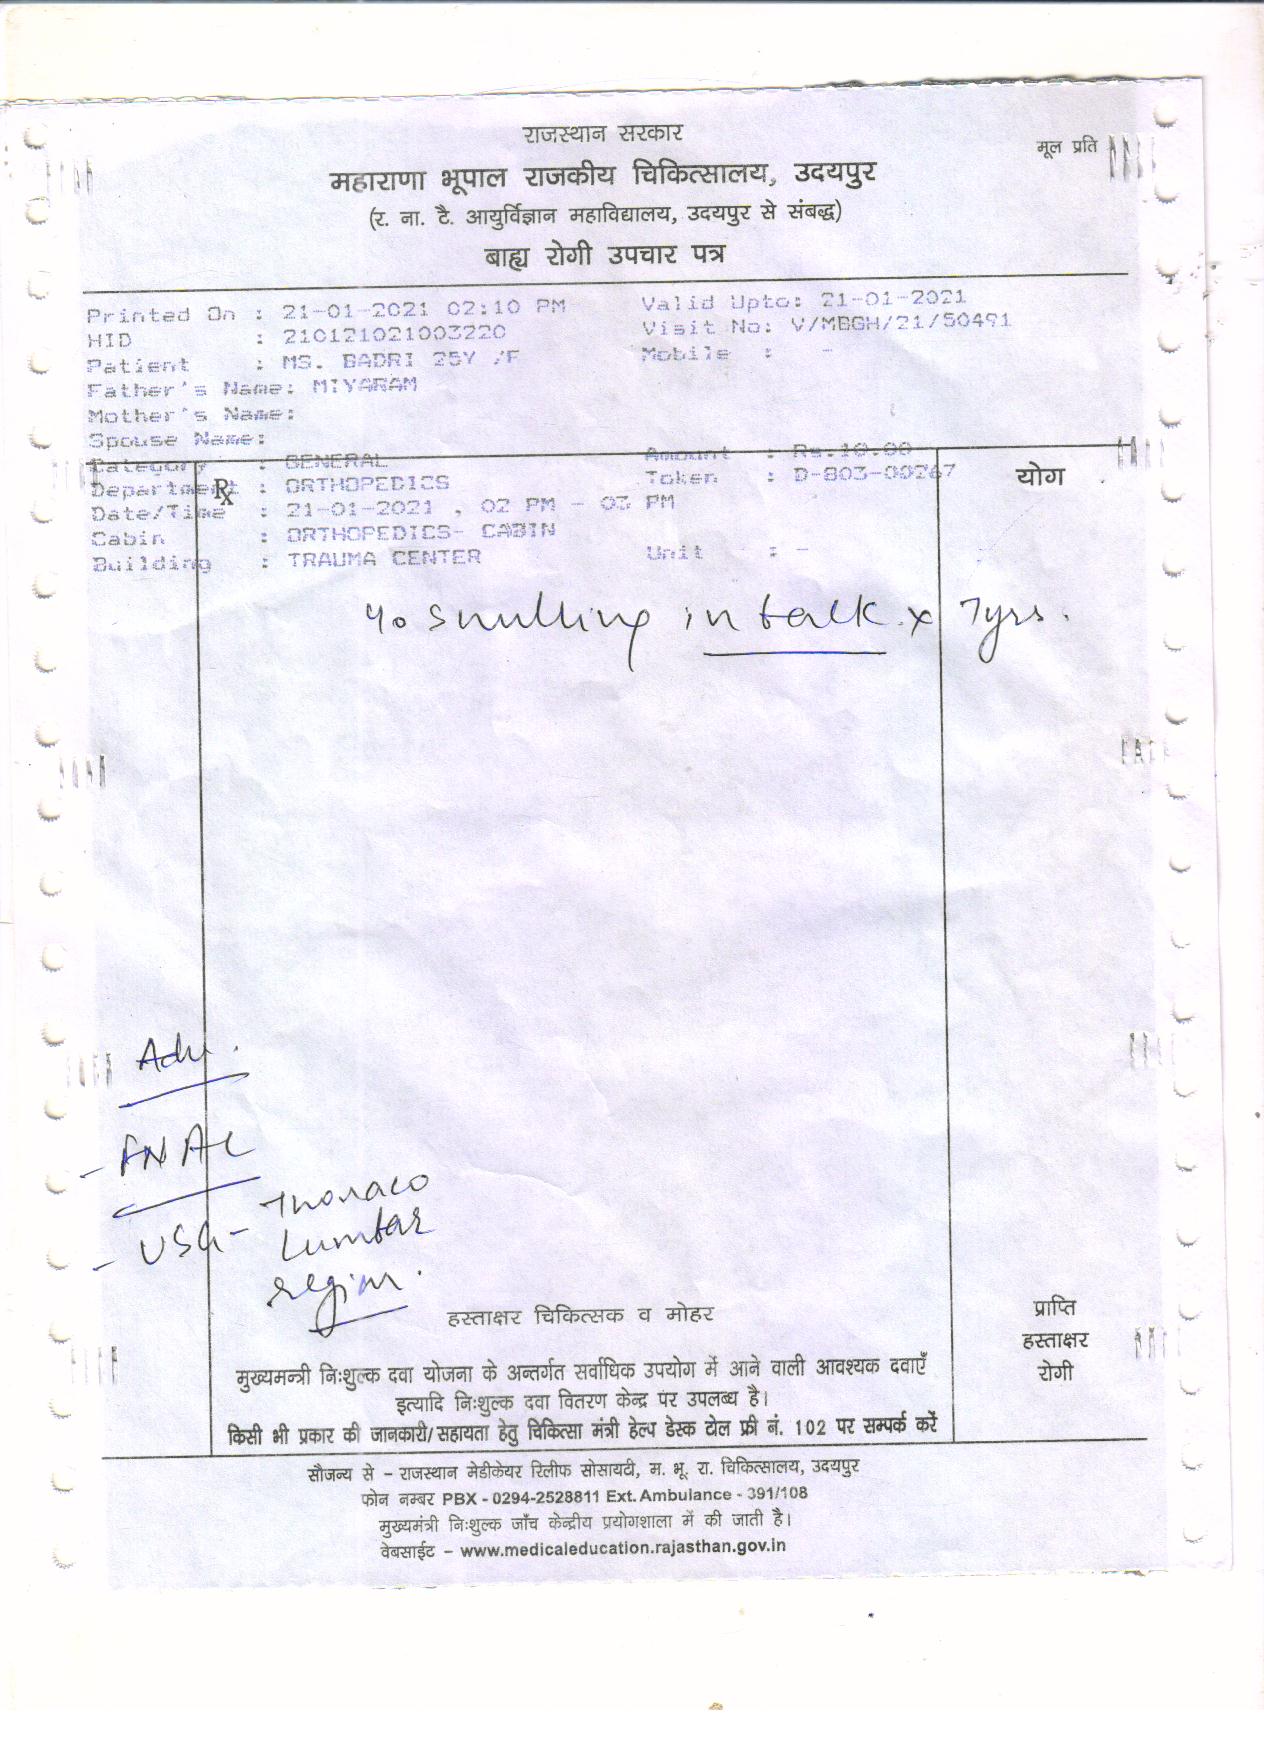 राजस्थान सरकार
मूल प्रति
महाराणा भूपाल राजकीय चिकित्सालय, उदयपुर
(र. ना. टै. आयुर्विज्ञान महाविद्यालय, उदयपुर से संबद्ध)
बाह्य रोगी उपचार पत्र
Printed On : 21-01-2021 02:10 PM Valid Upto: 21-01-2021
HID : 210121021003220 Visit No: V/MBGH/21/50491
Patient : MS. BADRI 25Y /F Mobile : -
Father's Name: MIYARAM
Mother's Name:
Spouse Name:
Category : GENERAL Amount : Rs.10.00
Department : ORTHOPEDICS Token : D-803-00267
℞ योग
Date/Time : 21-01-2021 , 02 PM - 03 PM
Cabin : ORTHOPEDICS- CABIN
Building : TRAUMA CENTER Unit : -
in x 7yrs.
Adv.
- FNAC
- USG - Thoraco
Lumbar
region.
हस्ताक्षर चिकित्सक व मोहर
प्राप्ति
हस्ताक्षर
रोगी
मुख्यमन्त्री निःशुल्क दवा योजना के अन्तर्गत सर्वाधिक उपयोग में आने वाली आवश्यक दवाएँ
इत्यादि निःशुल्क दवा वितरण केन्द्र पर उपलब्ध है।
किसी भी प्रकार की जानकारी/सहायता हेतु चिकित्सा मंत्री हेल्प डेस्क टोल फ्री नं. 102 पर सम्पर्क करें
सौजन्य से – राजस्थान मेडीकेयर रिलीफ सोसायटी, म. भू. रा. चिकित्सालय, उदयपुर
फोन नम्बर PBX - 0294-2528811 Ext. Ambulance - 391/108
मुख्यमंत्री निःशुल्क जाँच केन्द्रीय प्रयोगशाला में की जाती है।
वेबसाईट – www.medicaleducation.rajasthan.gov.in